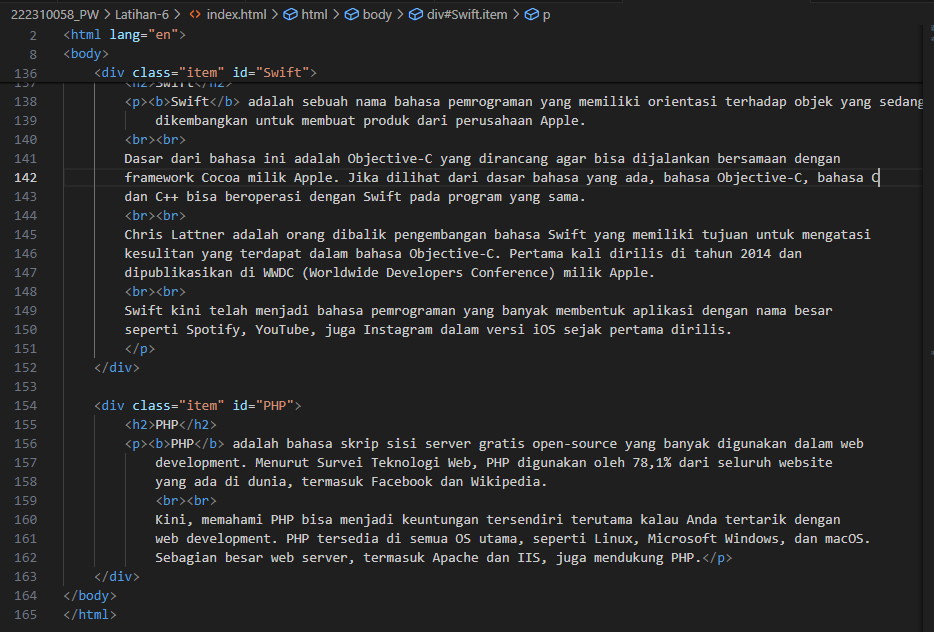 222310058_PW > Latihan-6 > <> index.html > html > body > div#Swift.item > p
2 <html lang="en">
8 <body>
136 <div class="item" id="Swift">
137 <h2>Swift</h2>
138 <p><b>Swift</b> adalah sebuah nama bahasa pemrograman yang memiliki orientasi terhadap objek yang sedang
139 dikembangkan untuk membuat produk dari perusahaan Apple.
140 <br><br>
141 Dasar dari bahasa ini adalah Objective-C yang dirancang agar bisa dijalankan bersamaan dengan
142 framework Cocoa milik Apple. Jika dilihat dari dasar bahasa yang ada, bahasa Objective-C, bahasa C
143 dan C++ bisa beroperasi dengan Swift pada program yang sama.
144 <br><br>
145 Chris Lattner adalah orang dibalik pengembangan bahasa Swift yang memiliki tujuan untuk mengatasi
146 kesulitan yang terdapat dalam bahasa Objective-C. Pertama kali dirilis di tahun 2014 dan
147 dipublikasikan di WWDC (Worldwide Developers Conference) milik Apple.
148 <br><br>
149 Swift kini telah menjadi bahasa pemrograman yang banyak membentuk aplikasi dengan nama besar
150 seperti Spotify, YouTube, juga Instagram dalam versi iOS sejak pertama dirilis.
151 </p>
152 </div>
153
154 <div class="item" id="PHP">
155 <h2>PHP</h2>
156 <p><b>PHP</b> adalah bahasa skrip sisi server gratis open-source yang banyak digunakan dalam web
157 development. Menurut Survei Teknologi Web, PHP digunakan oleh 78,1% dari seluruh website
158 yang ada di dunia, termasuk Facebook dan Wikipedia.
159 <br><br>
160 Kini, memahami PHP bisa menjadi keuntungan tersendiri terutama kalau Anda tertarik dengan
161 web development. PHP tersedia di semua OS utama, seperti Linux, Microsoft Windows, dan macOS.
162 Sebagian besar web server, termasuk Apache dan IIS, juga mendukung PHP.</p>
163 </div>
164 </body>
165 </html>